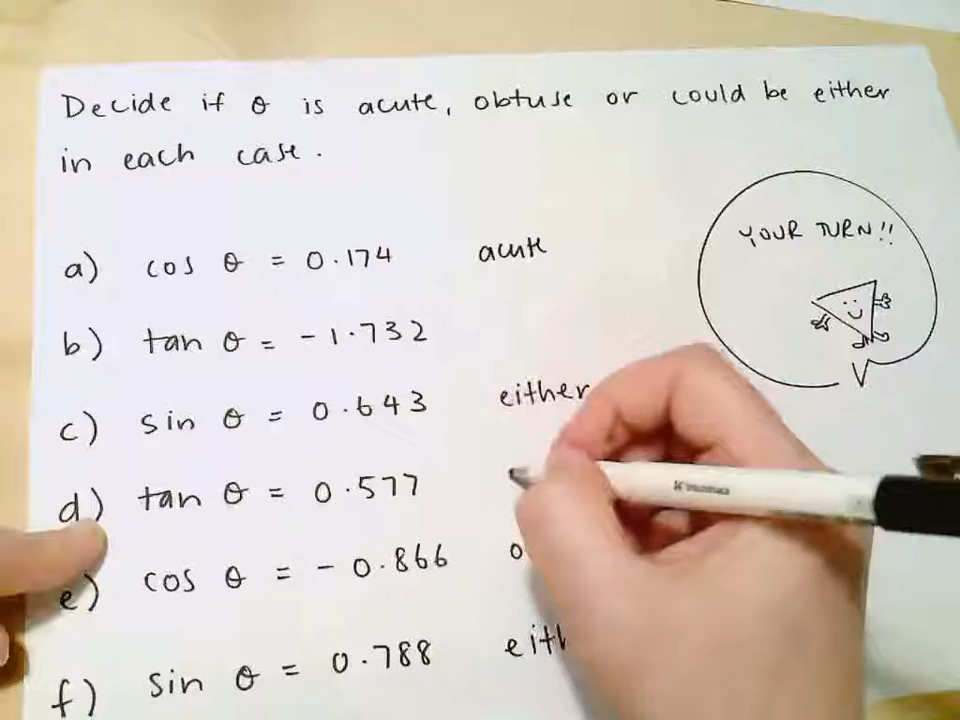 Decide if θ is acute, obtuse or could be either
in each case.
YOUR TURN!!
a) cos θ = 0.174 acute
b) tan θ = -1.732
c) sin θ = 0.643 either
d) tan θ = 0.577
e) cos θ = -0.866
f) sin θ = 0.788